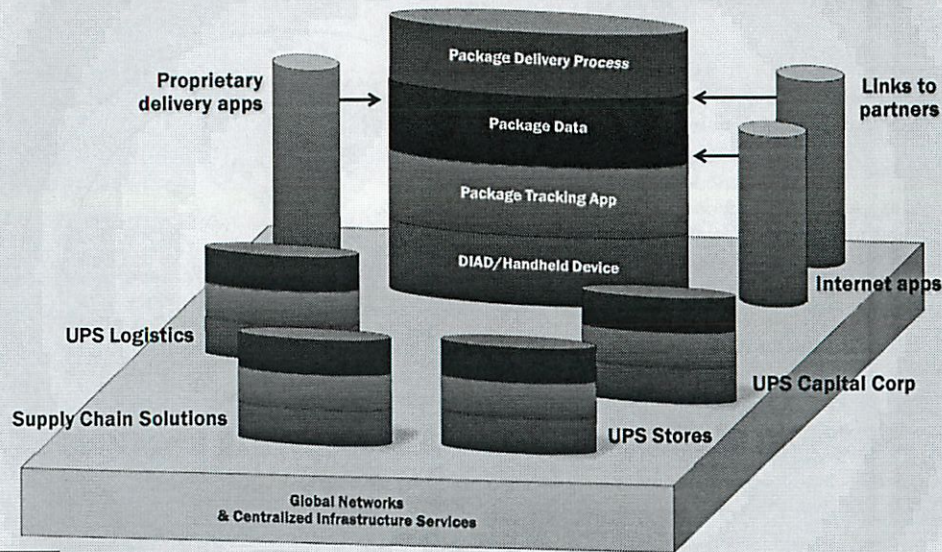 Package Delivery Process
Proprietary
delivery apps
Links to
partners
Package Data
Package Tracking App
DIAD/Handheld Device
Internet apps
UPS Logistics
UPS Capital Corp
Supply Chain Solutions
UPS Stores
Global Networks
& Centralized Infrastructure Services